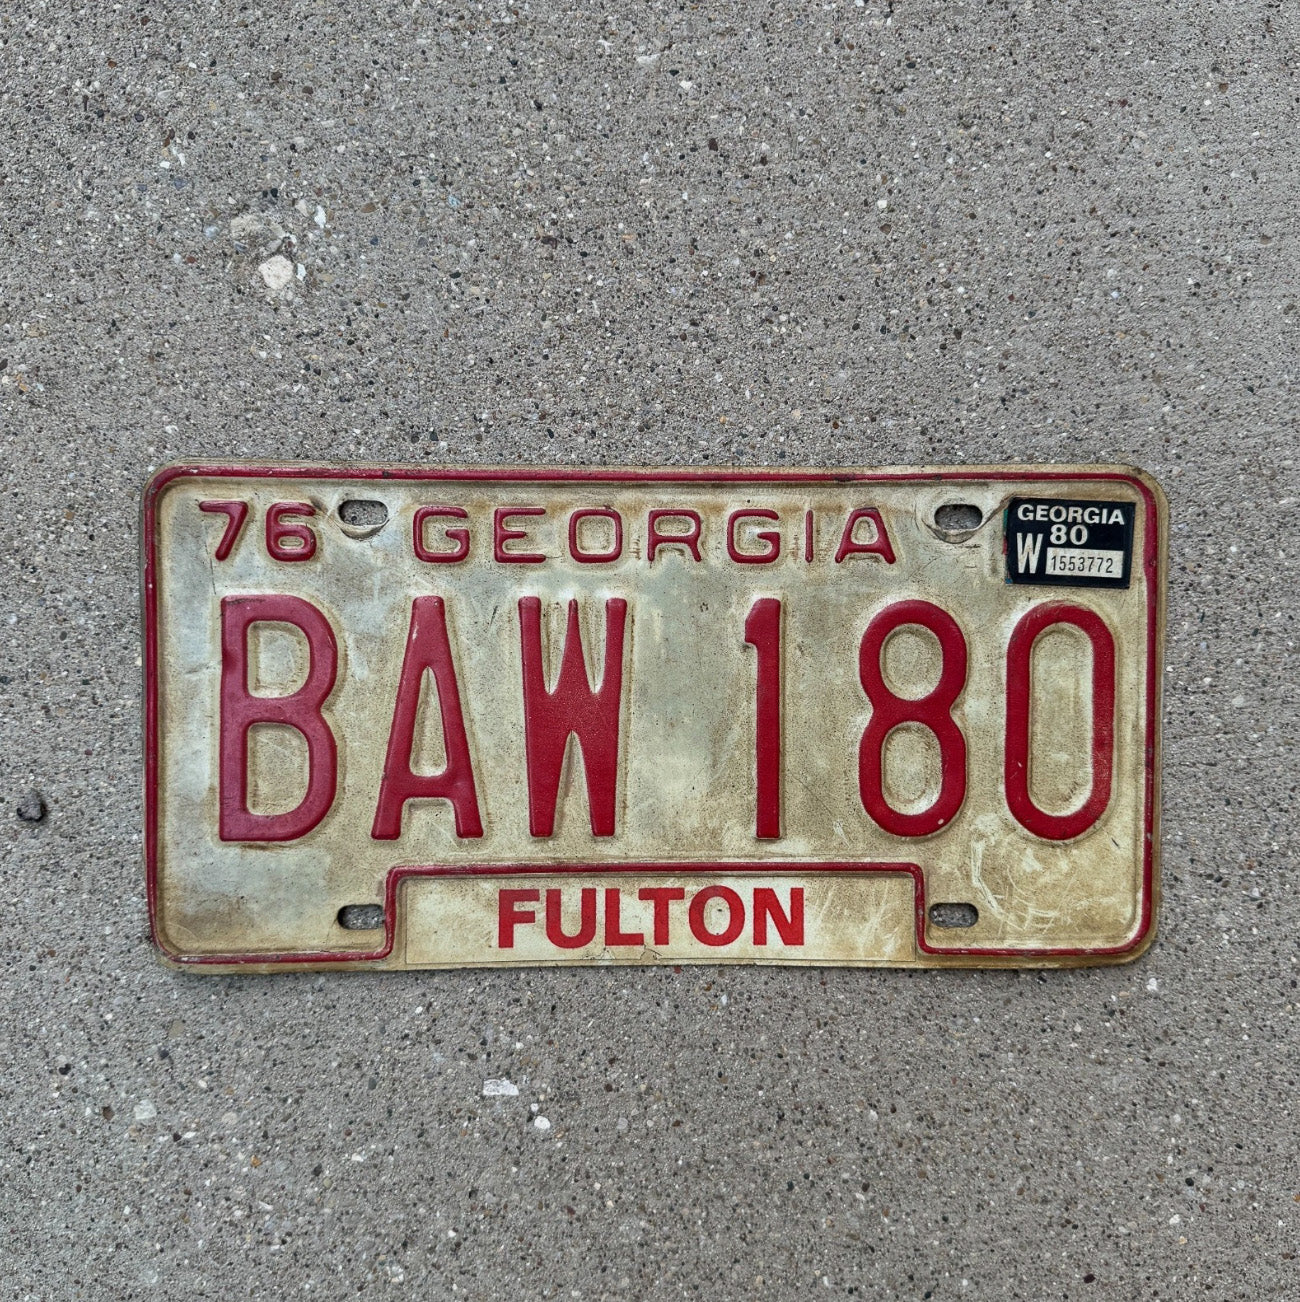 76 GEORGIA
GEORGIA
80
W 1553772
BAW 180
FULTON